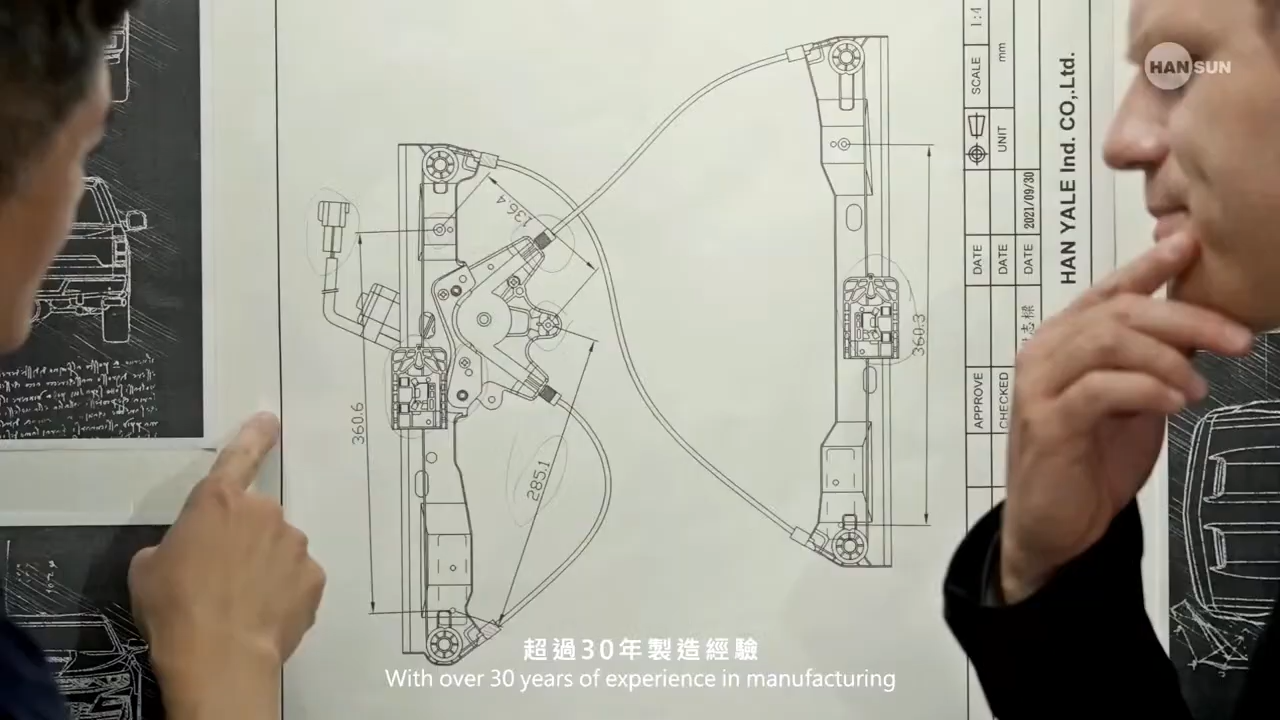 HAN SUN
1:4
SCALE
mm
UNIT
2021/09/30
DATE
DATE
DATE
志樑
APPROVE
CHECKED
HAN YALE Ind. CO,.Ltd.
136.4
360.3
360.6
285.1
超過30年製造經驗
With over 30 years of experience in manufacturing